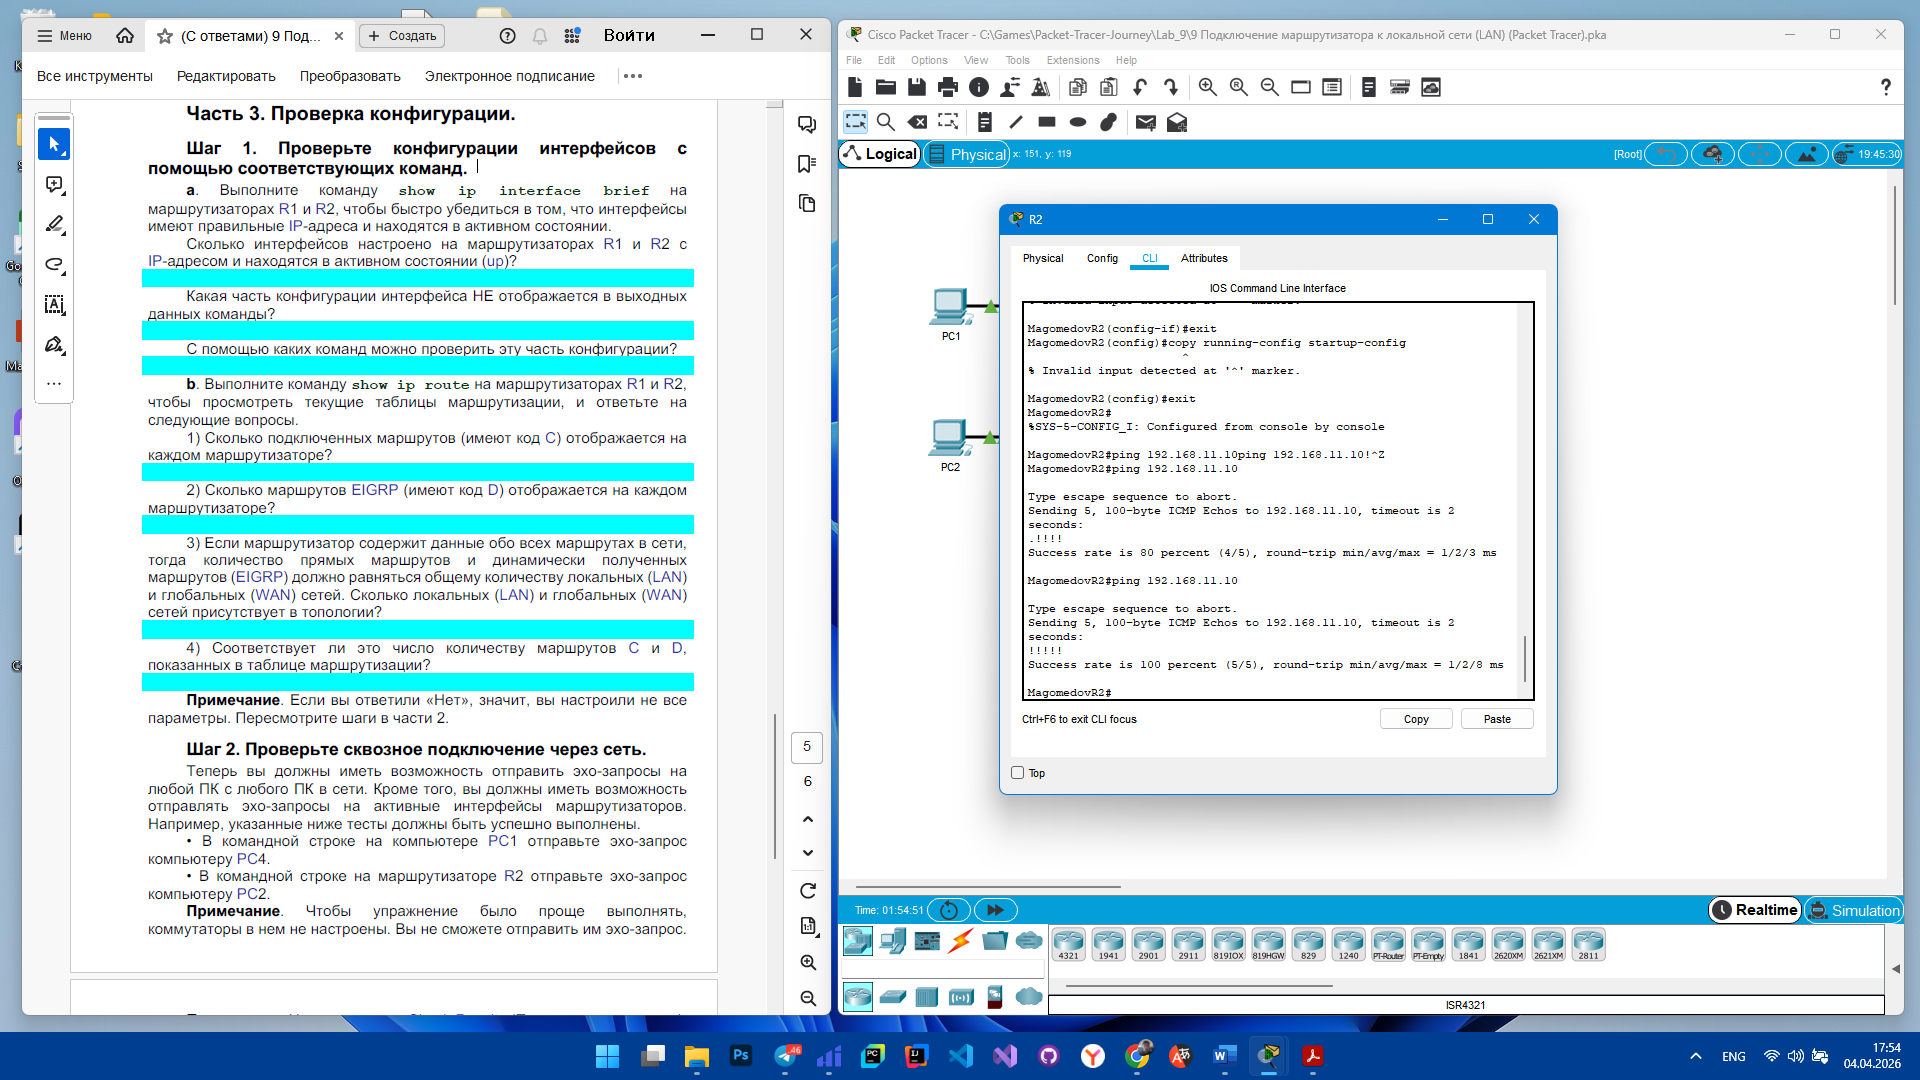 Меню
(С ответами) 9 Под...
Создать
Войти
Все инструменты
Редактировать
Преобразовать
Электронное подписание
Часть 3. Проверка конфигурации.
Шаг 1. Проверьте конфигурации интерфейсов с
помощью соответствующих команд.
a. Выполните команду show ip interface brief на
маршрутизаторах R1 и R2, чтобы быстро убедиться в том, что интерфейсы
имеют правильные IP-адреса и находятся в активном состоянии.
Сколько интерфейсов настроено на маршрутизаторах R1 и R2 с
IP-адресом и находятся в активном состоянии (up)?
Какая часть конфигурации интерфейса НЕ отображается в выходных
данных команды?
С помощью каких команд можно проверить эту часть конфигурации?
b. Выполните команду show ip route на маршрутизаторах R1 и R2,
чтобы просмотреть текущие таблицы маршрутизации, и ответьте на
следующие вопросы.
1) Сколько подключенных маршрутов (имеют код C) отображается на
каждом маршрутизаторе?
2) Сколько маршрутов EIGRP (имеют код D) отображается на каждом
маршрутизаторе?
3) Если маршрутизатор содержит данные обо всех маршрутах в сети,
тогда количество прямых маршрутов и динамически полученных
маршрутов (EIGRP) должно равняться общему количеству локальных (LAN)
и глобальных (WAN) сетей. Сколько локальных (LAN) и глобальных (WAN)
сетей присутствует в топологии?
4) Соответствует ли это число количеству маршрутов C и D,
показанных в таблице маршрутизации?
Примечание. Если вы ответили «Нет», значит, вы настроили не все
параметры. Пересмотрите шаги в части 2.
Шаг 2. Проверьте сквозное подключение через сеть.
Теперь вы должны иметь возможность отправить эхо-запросы на
любой ПК с любого ПК в сети. Кроме того, вы должны иметь возможность
отправлять эхо-запросы на активные интерфейсы маршрутизаторов.
Например, указанные ниже тесты должны быть успешно выполнены.
• В командной строке на компьютере PC1 отправьте эхо-запрос
компьютеру PC4.
• В командной строке на маршрутизаторе R2 отправьте эхо-запрос
компьютеру PC2.
Примечание. Чтобы упражнение было проще выполнять,
коммутаторы в нем не настроены. Вы не сможете отправить им эхо-запрос.
5
6
Cisco Packet Tracer - C:\Games\Packet-Tracer-Journey\Lab_9\9 Подключение маршрутизатора к локальной сети (LAN) (Packet Tracer).pka
File Edit Options View Tools Extensions Help
Logical
Physical
x: 151, y: 119
[Root]
19:45:30
PC1
PC2
R2
Physical
Config
CLI
Attributes
IOS Command Line Interface
MagomedovR2(config-if)#exit
MagomedovR2(config)#copy running-config startup-config
^
% Invalid input detected at '^' marker.
MagomedovR2(config)#exit
MagomedovR2#
%SYS-5-CONFIG_I: Configured from console by console
MagomedovR2#ping 192.168.11.10ping 192.168.11.10!^Z
MagomedovR2#ping 192.168.11.10
Type escape sequence to abort.
Sending 5, 100-byte ICMP Echos to 192.168.11.10, timeout is 2
seconds:
.!!!!
Success rate is 80 percent (4/5), round-trip min/avg/max = 1/2/3 ms
MagomedovR2#ping 192.168.11.10
Type escape sequence to abort.
Sending 5, 100-byte ICMP Echos to 192.168.11.10, timeout is 2
seconds:
!!!!!
Success rate is 100 percent (5/5), round-trip min/avg/max = 1/2/8 ms
MagomedovR2#
Ctrl+F6 to exit CLI focus
Copy
Paste
Top
Time: 01:54:51
Realtime
Simulation
4321 1941 2901 2911 819IOX 819HGW 829 1240 PT-Router PT-Empty 1841 2620XM 2621XM 2811
ISR4321
46
ENG
17:54
04.04.2026